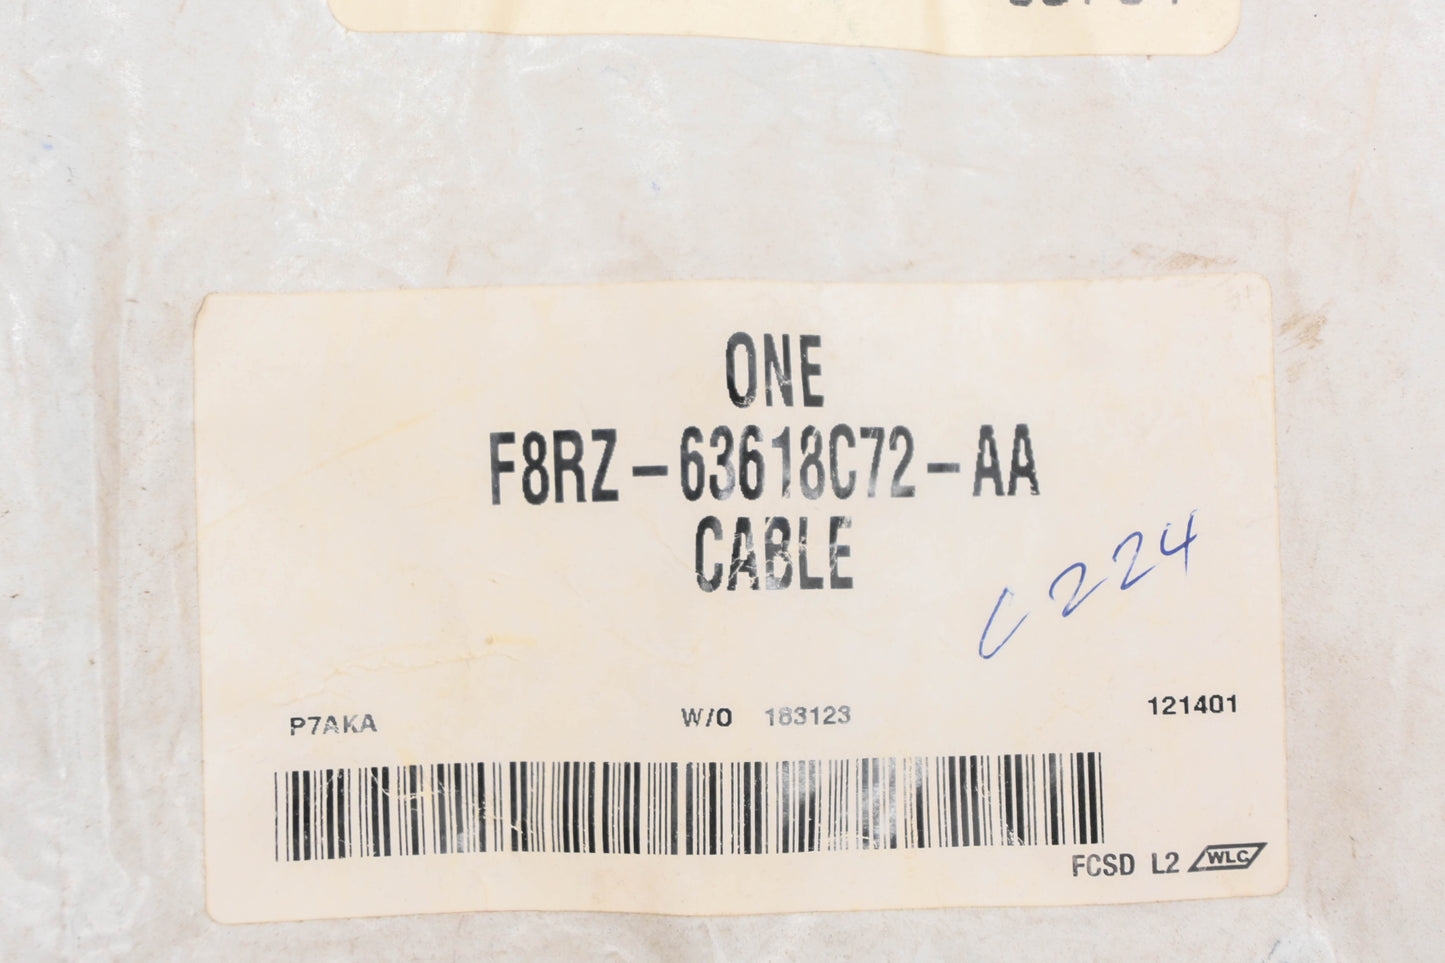 ONE
F8RZ-63618C72-AA
CABLE
C224
P7AKA W/O 183123 121401
FCSD L2 WLC